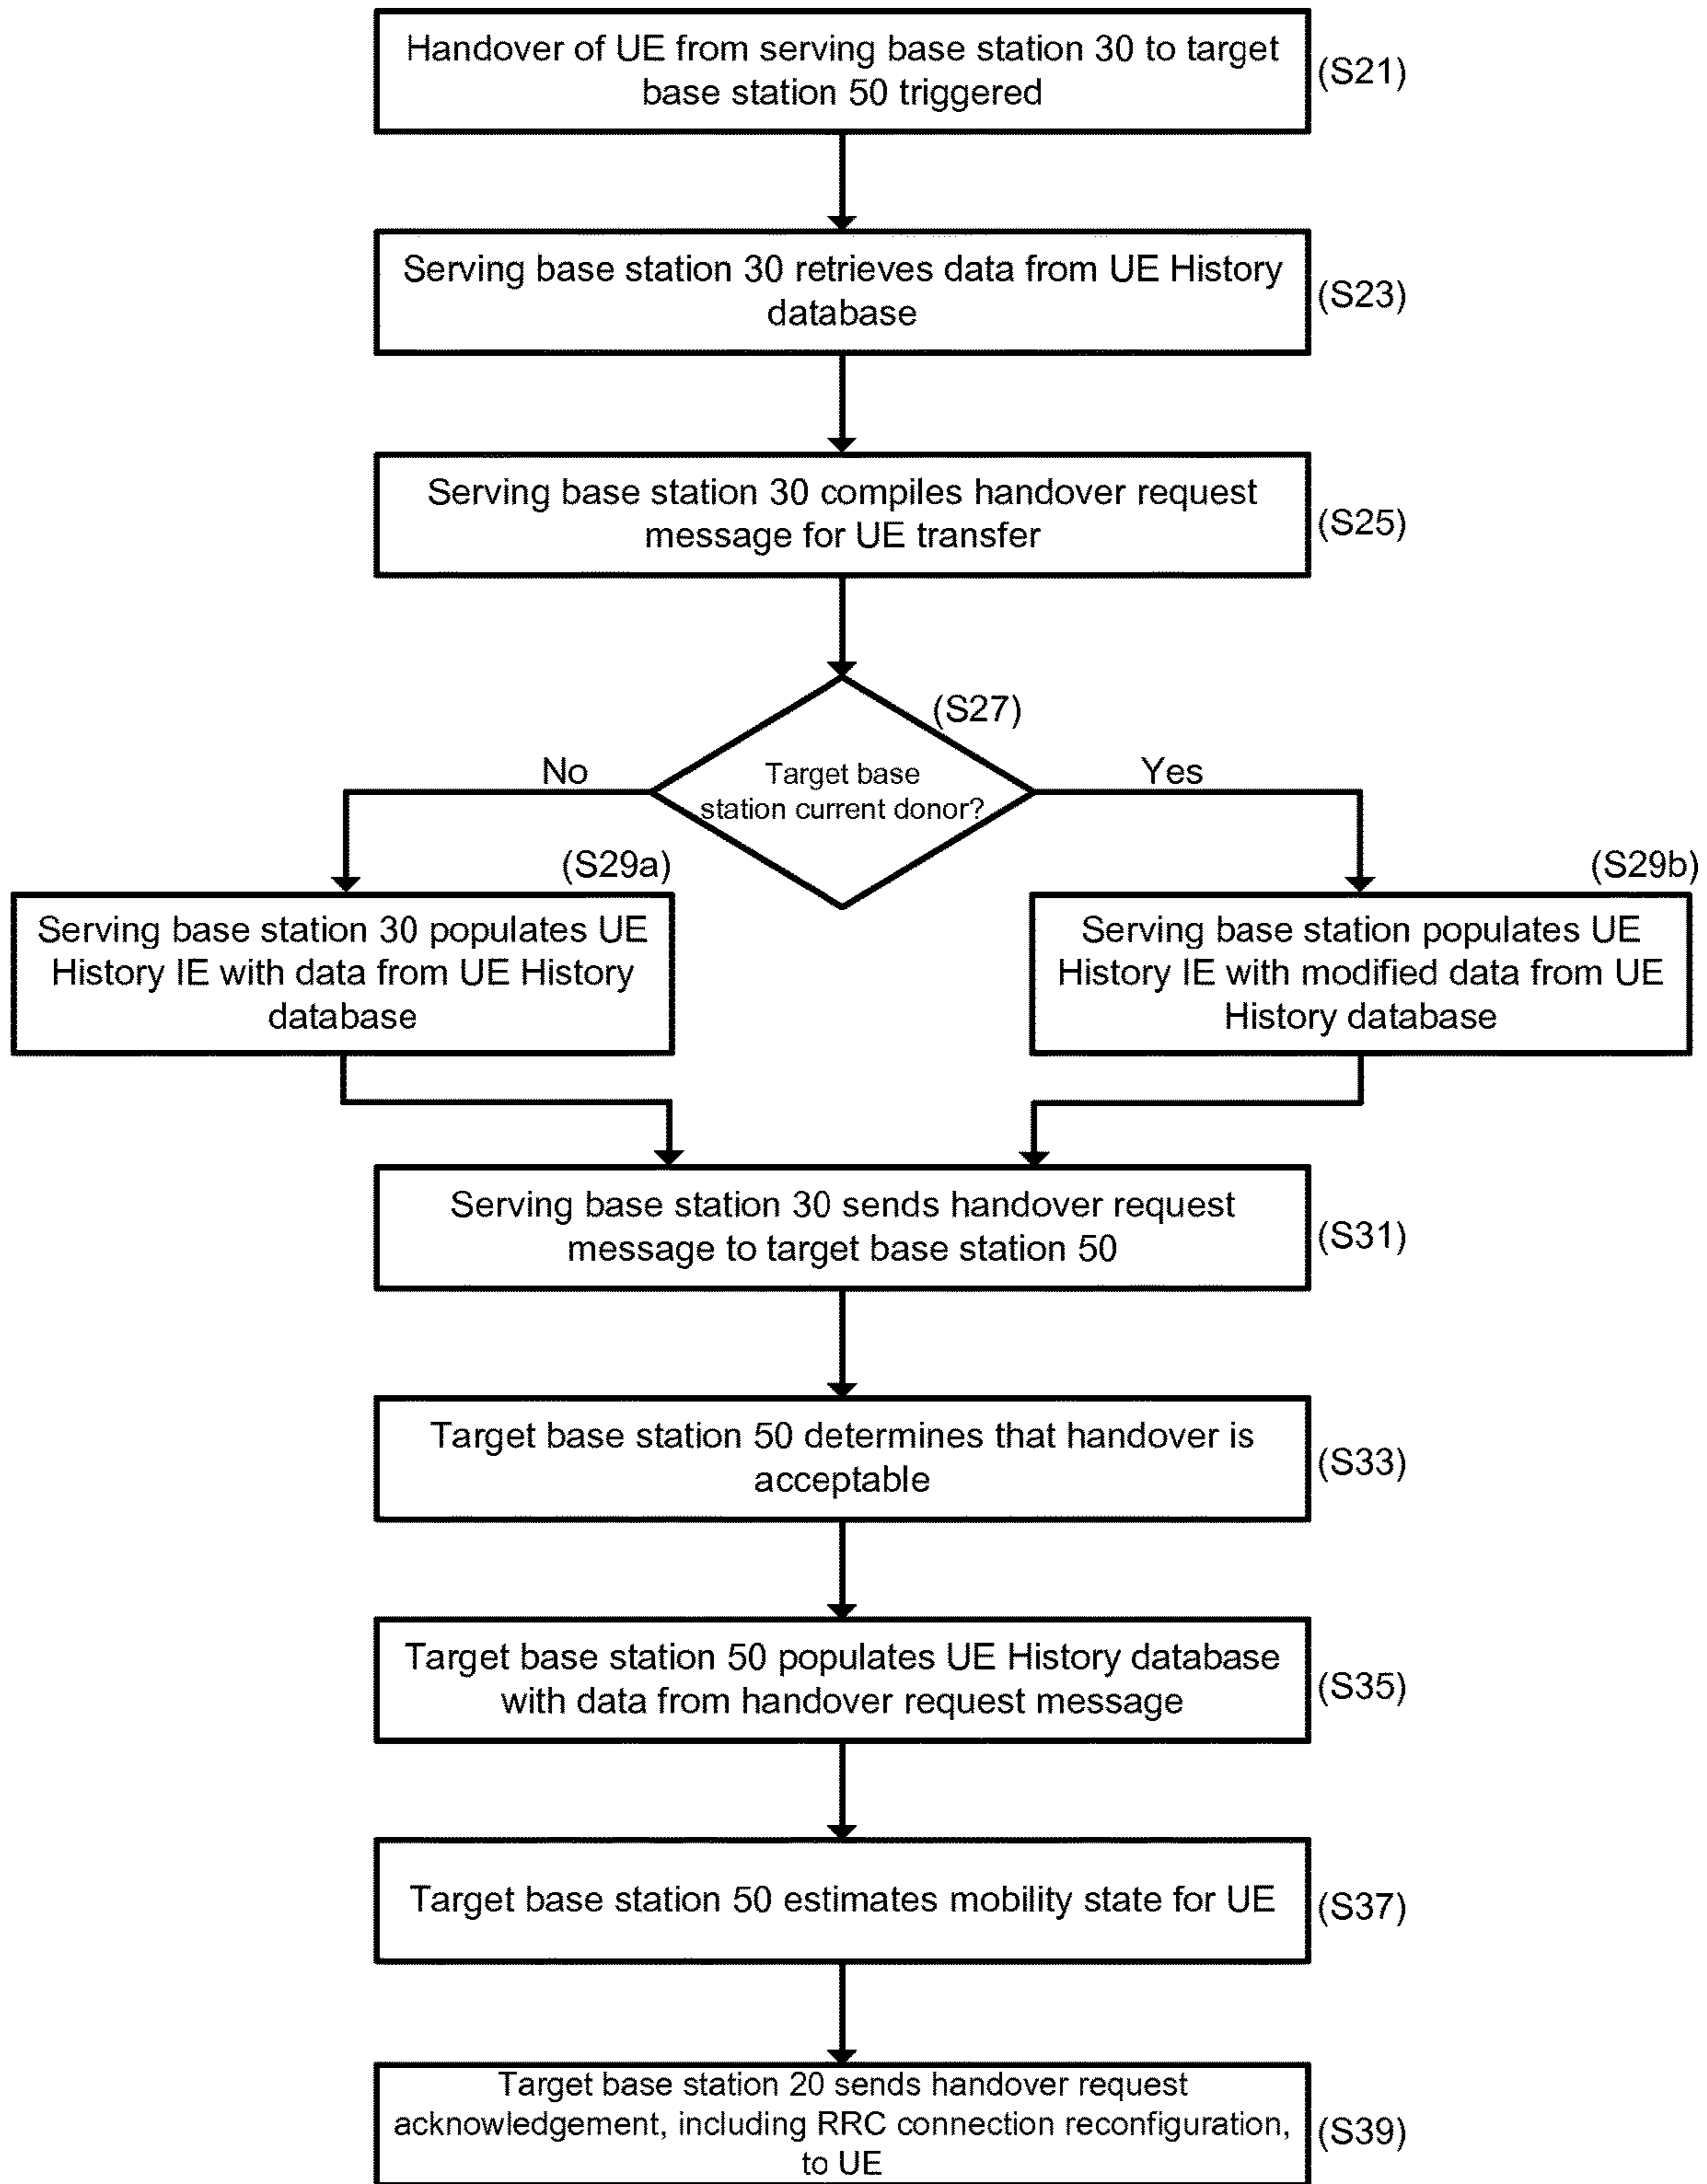 Handover of UE from serving base station 30 to target
base station 50 triggered
(S21)
Serving base station 30 retrieves data from UE History
database
(S23)
Serving base station 30 compiles handover request
message for UE transfer
(S25)
(S27)
Target base
station current donor?
No
Yes
(S29a)
Serving base station 30 populates UE
History IE with data from UE History
database
(S29b)
Serving base station populates UE
History IE with modified data from UE
History database
Serving base station 30 sends handover request
message to target base station 50
(S31)
Target base station 50 determines that handover is
acceptable
(S33)
Target base station 50 populates UE History database
with data from handover request message
(S35)
Target base station 50 estimates mobility state for UE
(S37)
Target base station 20 sends handover request
acknowledgement, including RRC connection reconfiguration,
to UE
(S39)